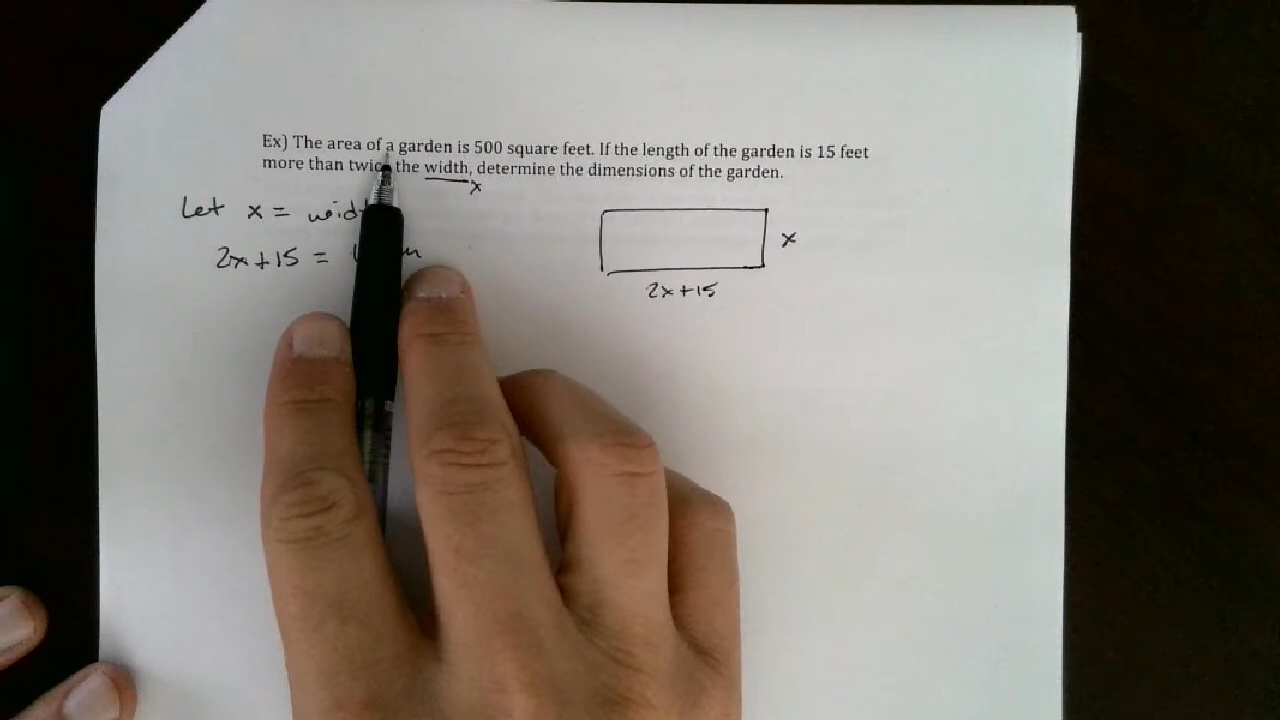 Ex) The area of a garden is 500 square feet. If the length of the garden is 15 feet
more than twice the width, determine the dimensions of the garden.
x
Let x =
x
2x+15 =
2x+15